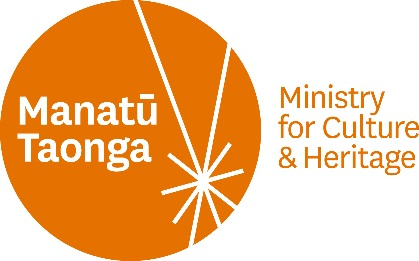 Manatū
Taonga
Ministry
for Culture
& Heritage